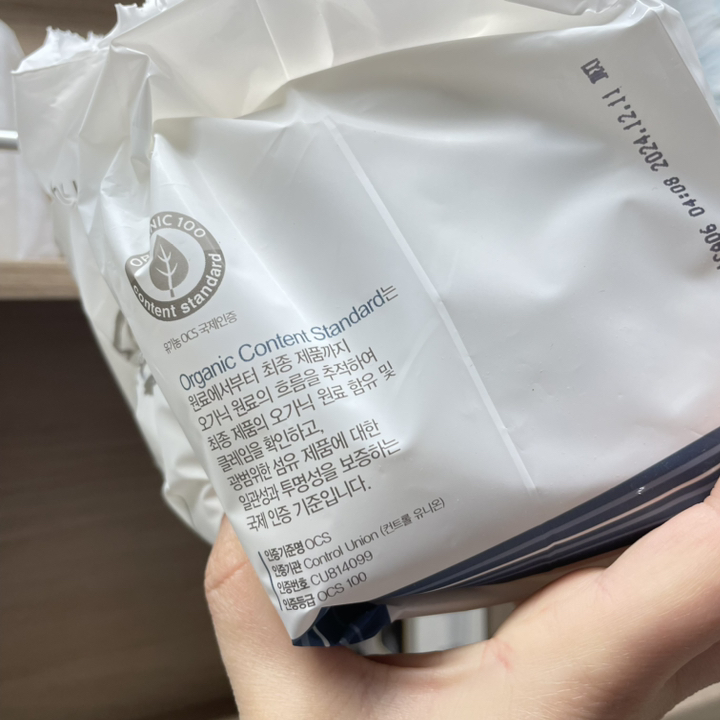 ORGANIC 100
content standard
유기농 OCS 국제인증
Organic Content Standard는
원료에서부터 최종 제품까지
오가닉 원료의 흐름을 추적하여
최종 제품의 오가닉 원료 함유 및
클레임을 확인하고,
광범위한 섬유 제품에 대한
일관성과 투명성을 보증하는
국제 인증 기준입니다.
인증기준명 OCS
인증기관 Control Union (컨트롤 유니온)
인증번호 CU814099
인증등급 OCS 100
2024.12.11
04:08